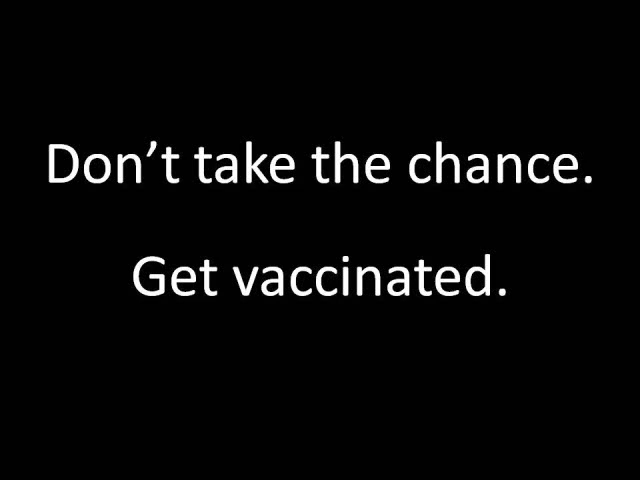 Don’t take the chance.
Get vaccinated.